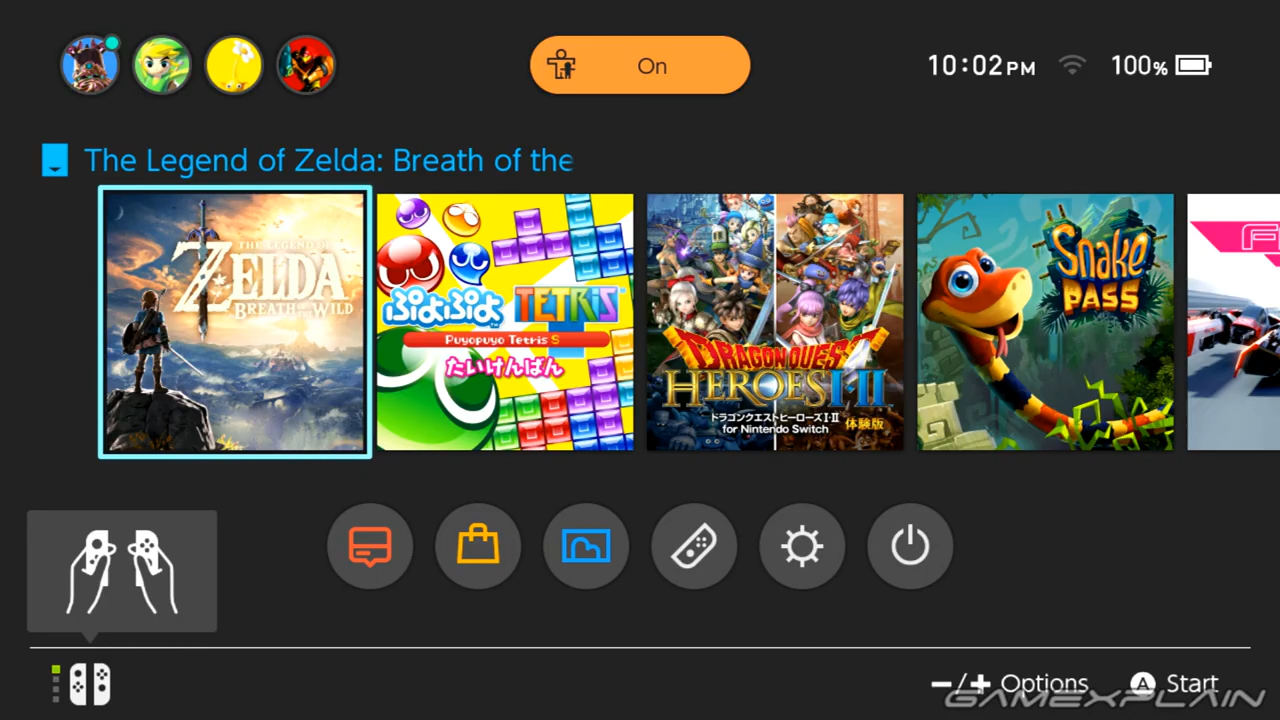 On
10:02PM
100%
The Legend of Zelda: Breath of the
THE LEGEND OF
ZELDA
BREATH OF THE WILD
ぷよぷよ TETRIS
Puyopuyo Tetris S
たいけんばん
DRAGON QUEST
HEROES I·II
ドラゴンクエストヒーローズI·II
for Nintendo Switch 体験版
Snake
PASS
−/+ Options
A Start
GAMEXPLAIN